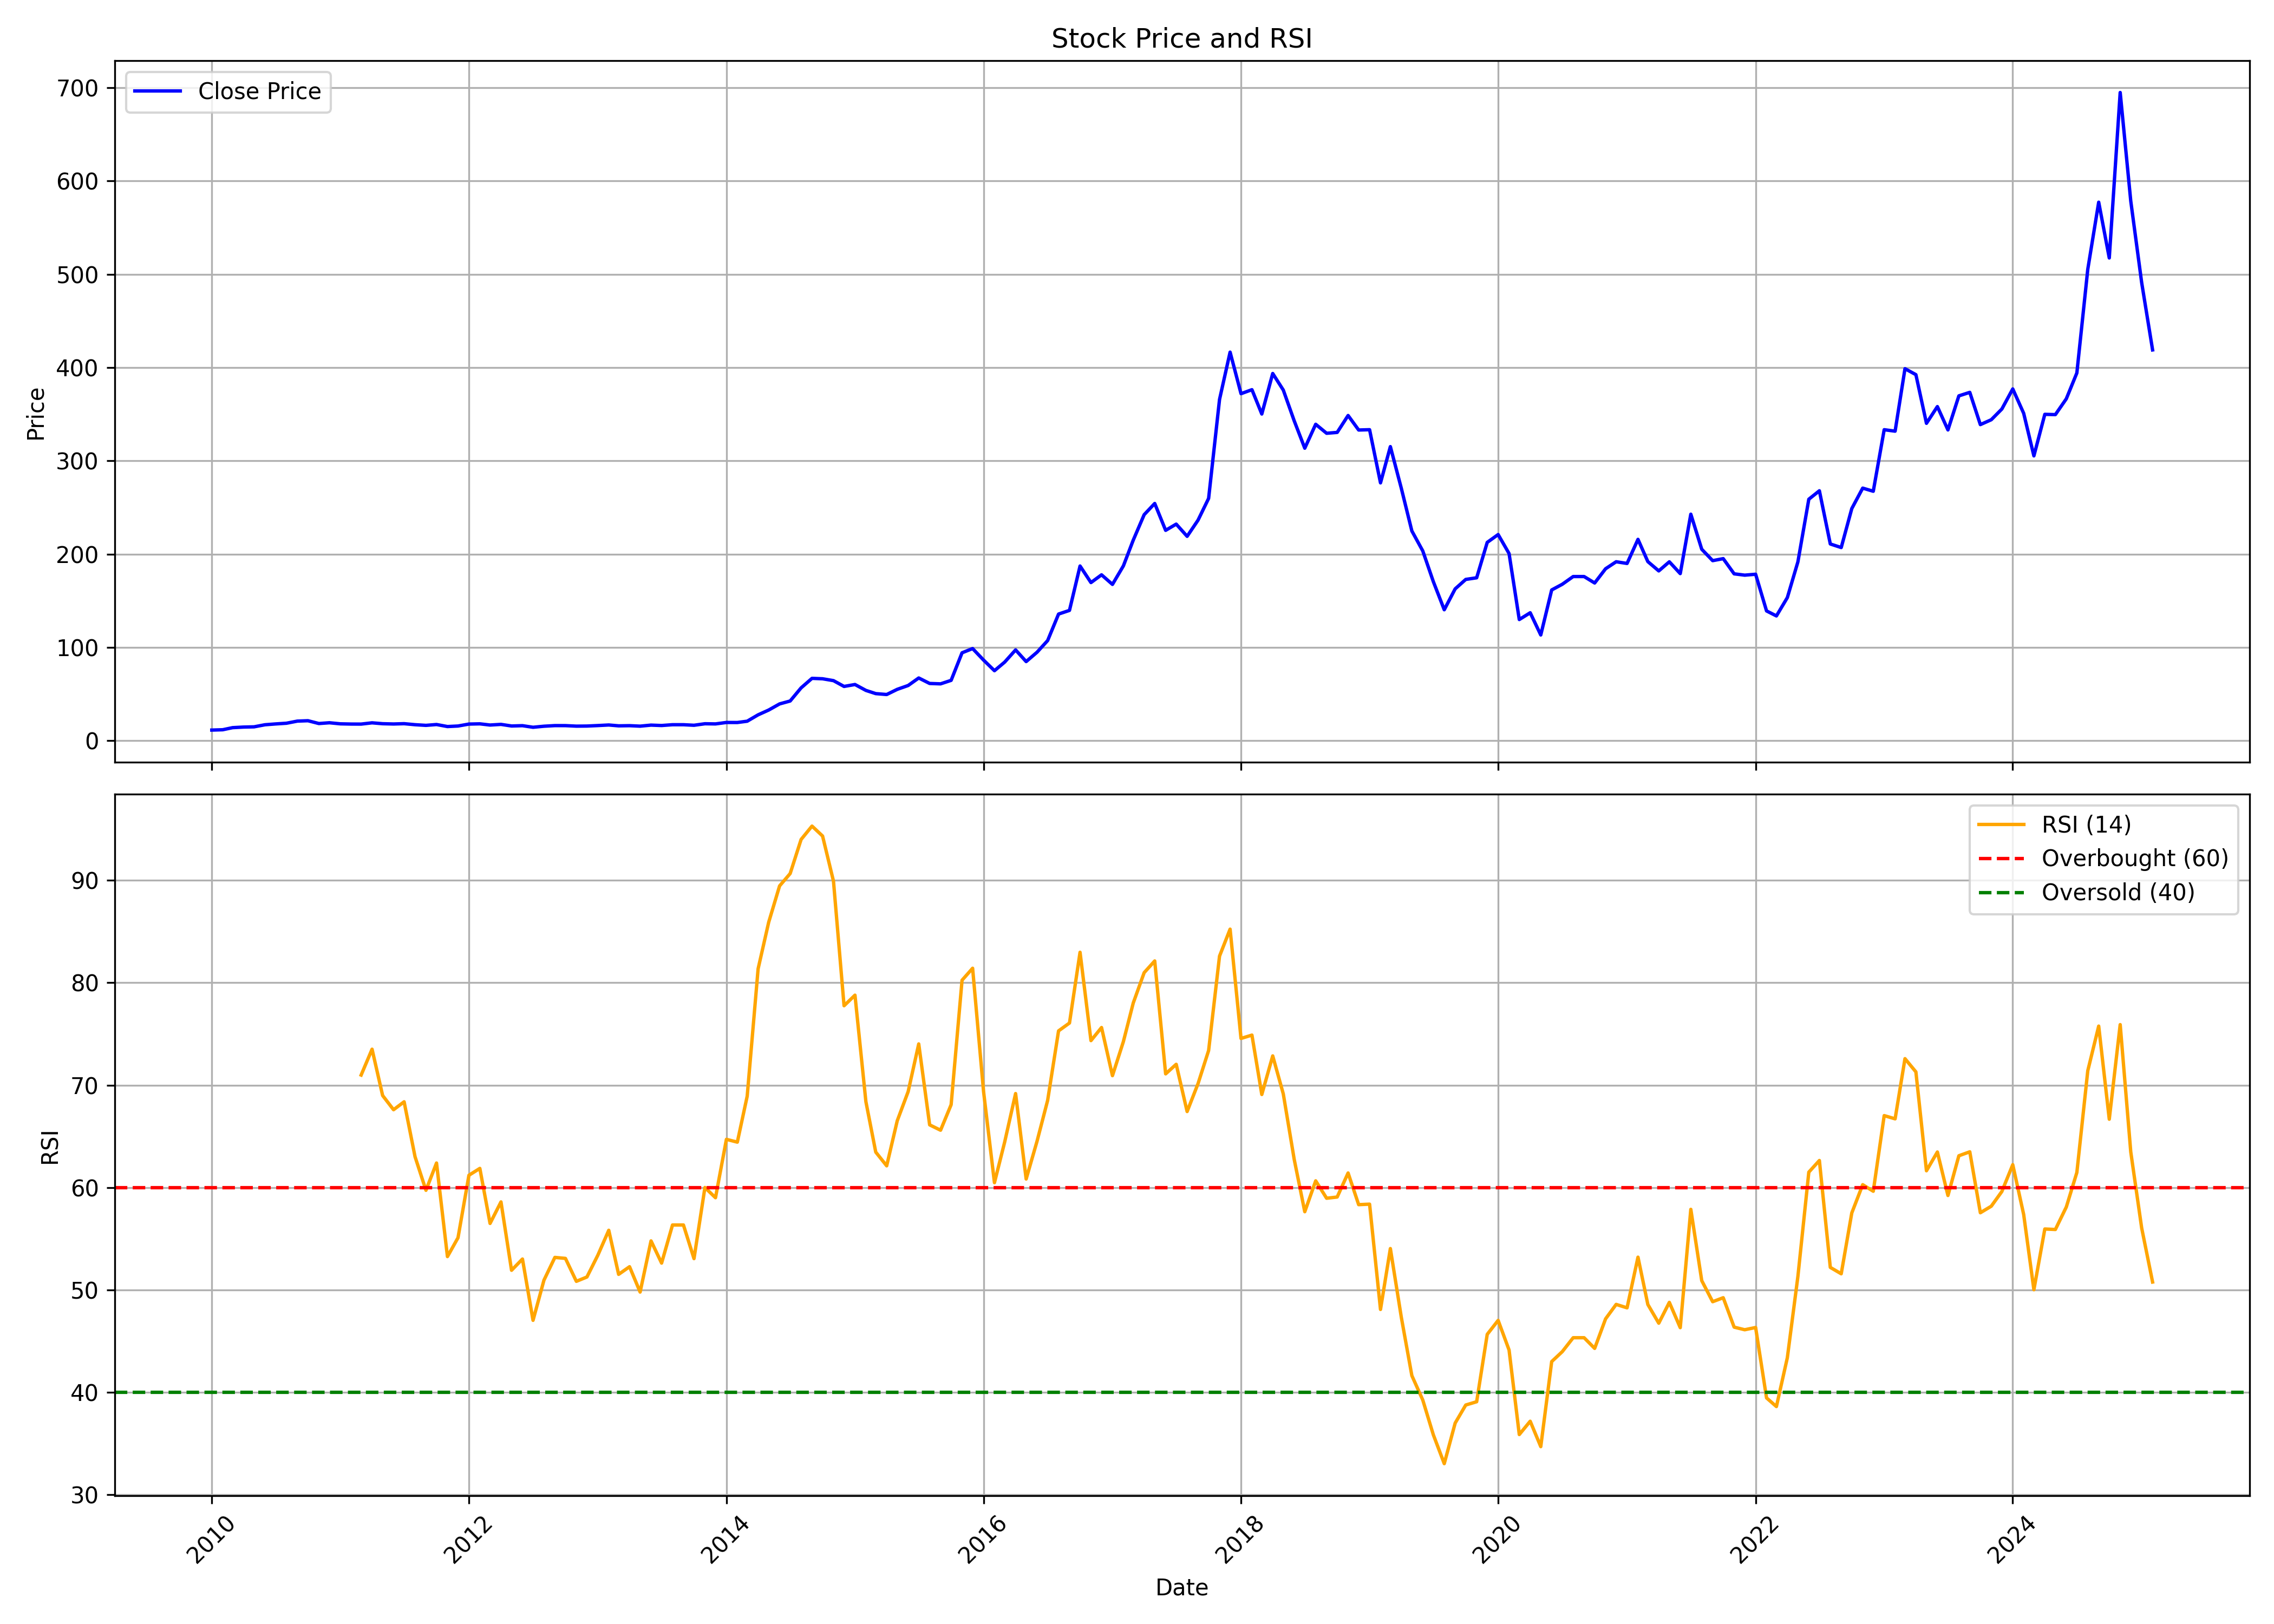 Stock Price and RSI
Close Price
700
600
500
400
300
200
100
0
Price
RSI (14)
Overbought (60)
Oversold (40)
90
80
70
60
50
40
30
RSI
2010
2012
2014
2016
2018
2020
2022
2024
Date